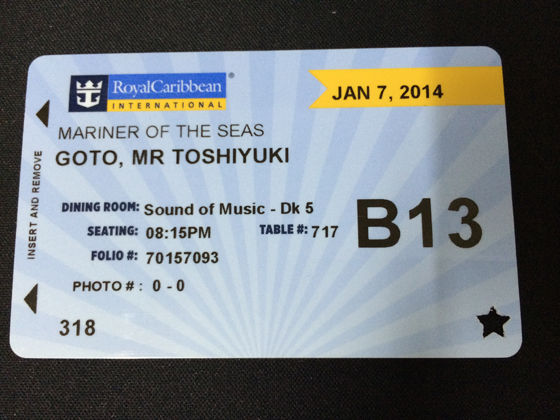 RoyalCaribbean®
INTERNATIONAL
JAN 7, 2014
MARINER OF THE SEAS
GOTO, MR TOSHIYUKI
INSERT AND REMOVE
DINING ROOM: Sound of Music - Dk 5
SEATING: 08:15PM TABLE #: 717
B13
FOLIO #: 70157093
PHOTO # : 0 - 0
318